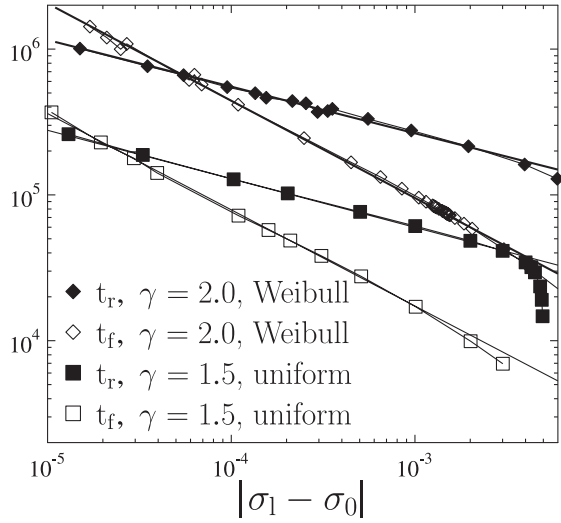 10^6
10^5
10^4
t_r, γ = 2.0, Weibull
t_f, γ = 2.0, Weibull
t_r, γ = 1.5, uniform
t_f, γ = 1.5, uniform
10^-5 10^-4 10^-3
|σ_1 − σ_0|